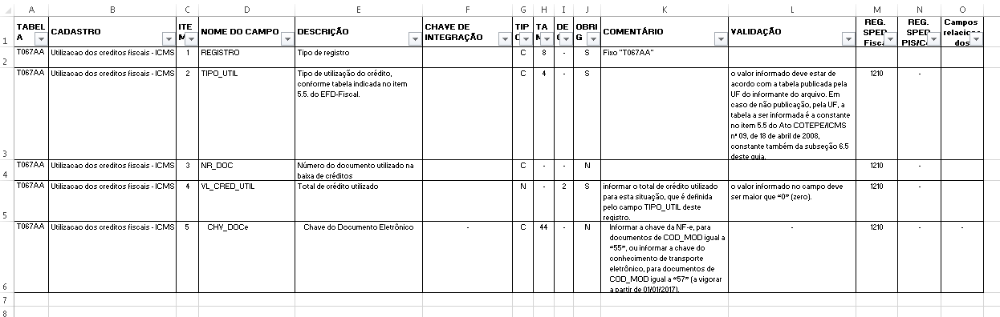 A B C D E F G H I J K L M N O
1 TABELA CADASTRO ITEM NOME DO CAMPO DESCRIÇÃO CHAVE DE INTEGRAÇÃO TIP TA DE OBRIG COMENTÁRIO VALIDAÇÃO REG. SPED Fiscal REG. SPED PIS/Co Campos relaciona dos
2 T067AA Utilizacao dos creditos fiscais - ICMS 1 REGISTRO Tipo de registro C 8 - S Fixo "T067AA"
3 T067AA Utilizacao dos creditos fiscais - ICMS 2 TIPO_UTIL Tipo de utilização do crédito,
conforme tabela indicada no item
5.5. do EFD-Fiscal. C 4 - S o valor informado deve estar de
acordo com a tabela publicada pela
UF do informante do arquivo. Em
caso de não publicação, pela UF, a
tabela a ser informada é a constante
no item 5.5 do Ato COTEPE/ICMS
nº 09, de 18 de abril de 2008,
constante também da subseção 6.5
deste guia. 1210 -
4 T067AA Utilizacao dos creditos fiscais - ICMS 3 NR_DOC Número do documento utilizado na
baixa de créditos C - - N 1210 -
5 T067AA Utilizacao dos creditos fiscais - ICMS 4 VL_CRED_UTIL Total de crédito utilizado N - 2 S informar o total de crédito utilizado
para esta situação, que é definida
pelo campo TIPO_UTIL deste
registro. o valor informado no campo deve
ser maior que “0” (zero). 1210 -
6 T067AA Utilizacao dos creditos fiscais - ICMS 5 CHV_DOCe Chave do Documento Eletrônico - C 44 - N Informar a chave da NF-e, para
documentos de COD_MOD igual a
“55”, ou informar a chave do
conhecimento de transporte
eletrônico, para documentos de
COD_MOD igual a “57” (a vigorar
a partir de 01/01/2017). - 1210 - -
7
8